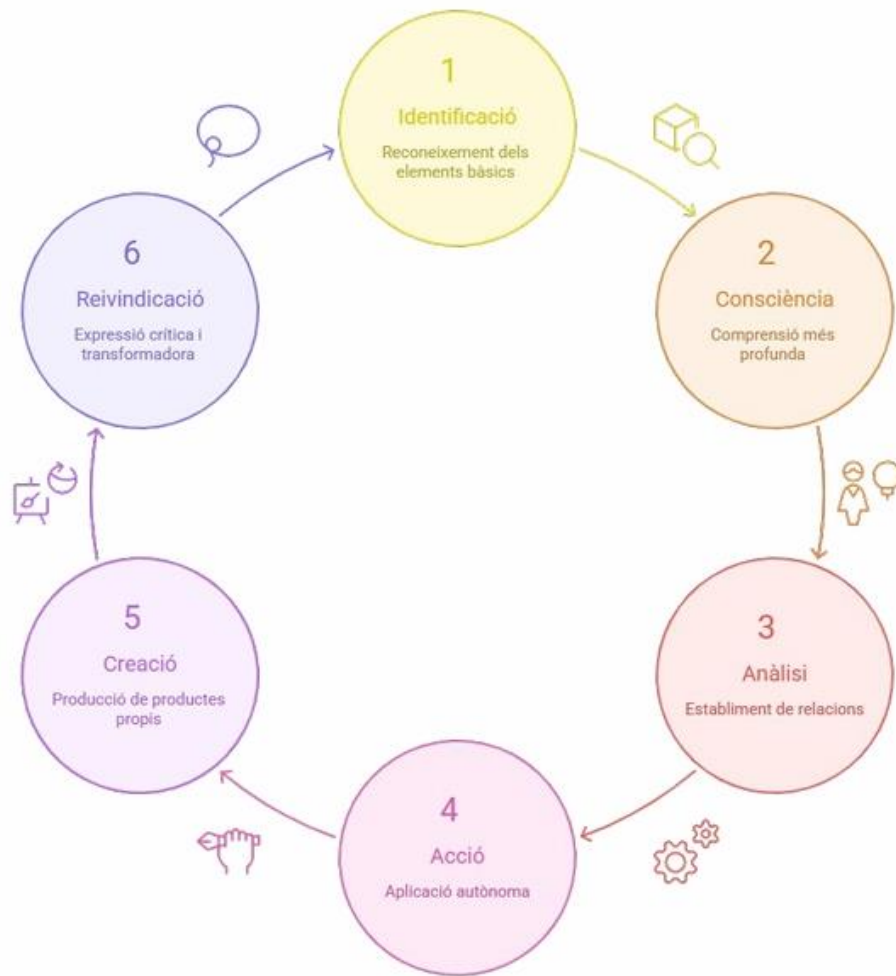 1
Identificació
Reconeixement dels
elements bàsics
2
Consciència
Comprensió més
profunda
3
Anàlisi
Establiment de relacions
4
Acció
Aplicació autònoma
5
Creació
Producció de productes
propis
6
Reivindicació
Expressió crítica i
transformadora